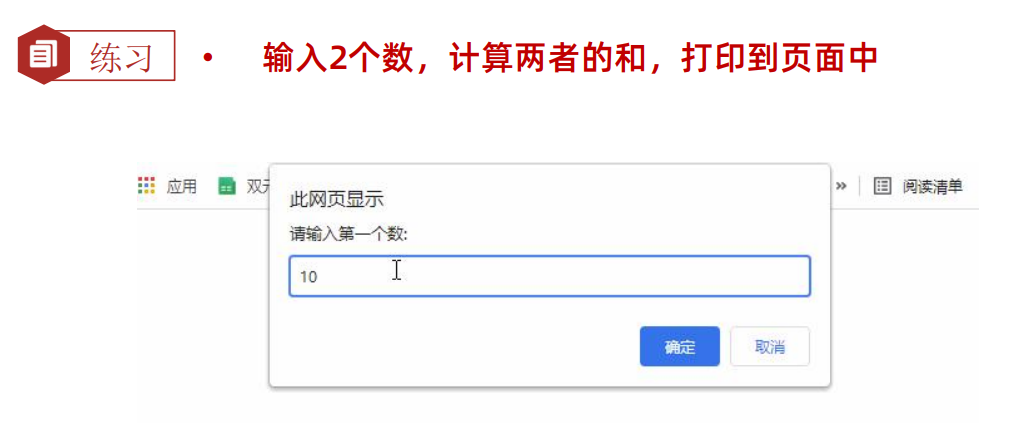 练习 • 输入2个数，计算两者的和，打印到页面中
应用 双 » 阅读清单
此网页显示
请输入第一个数:
10
确定 取消